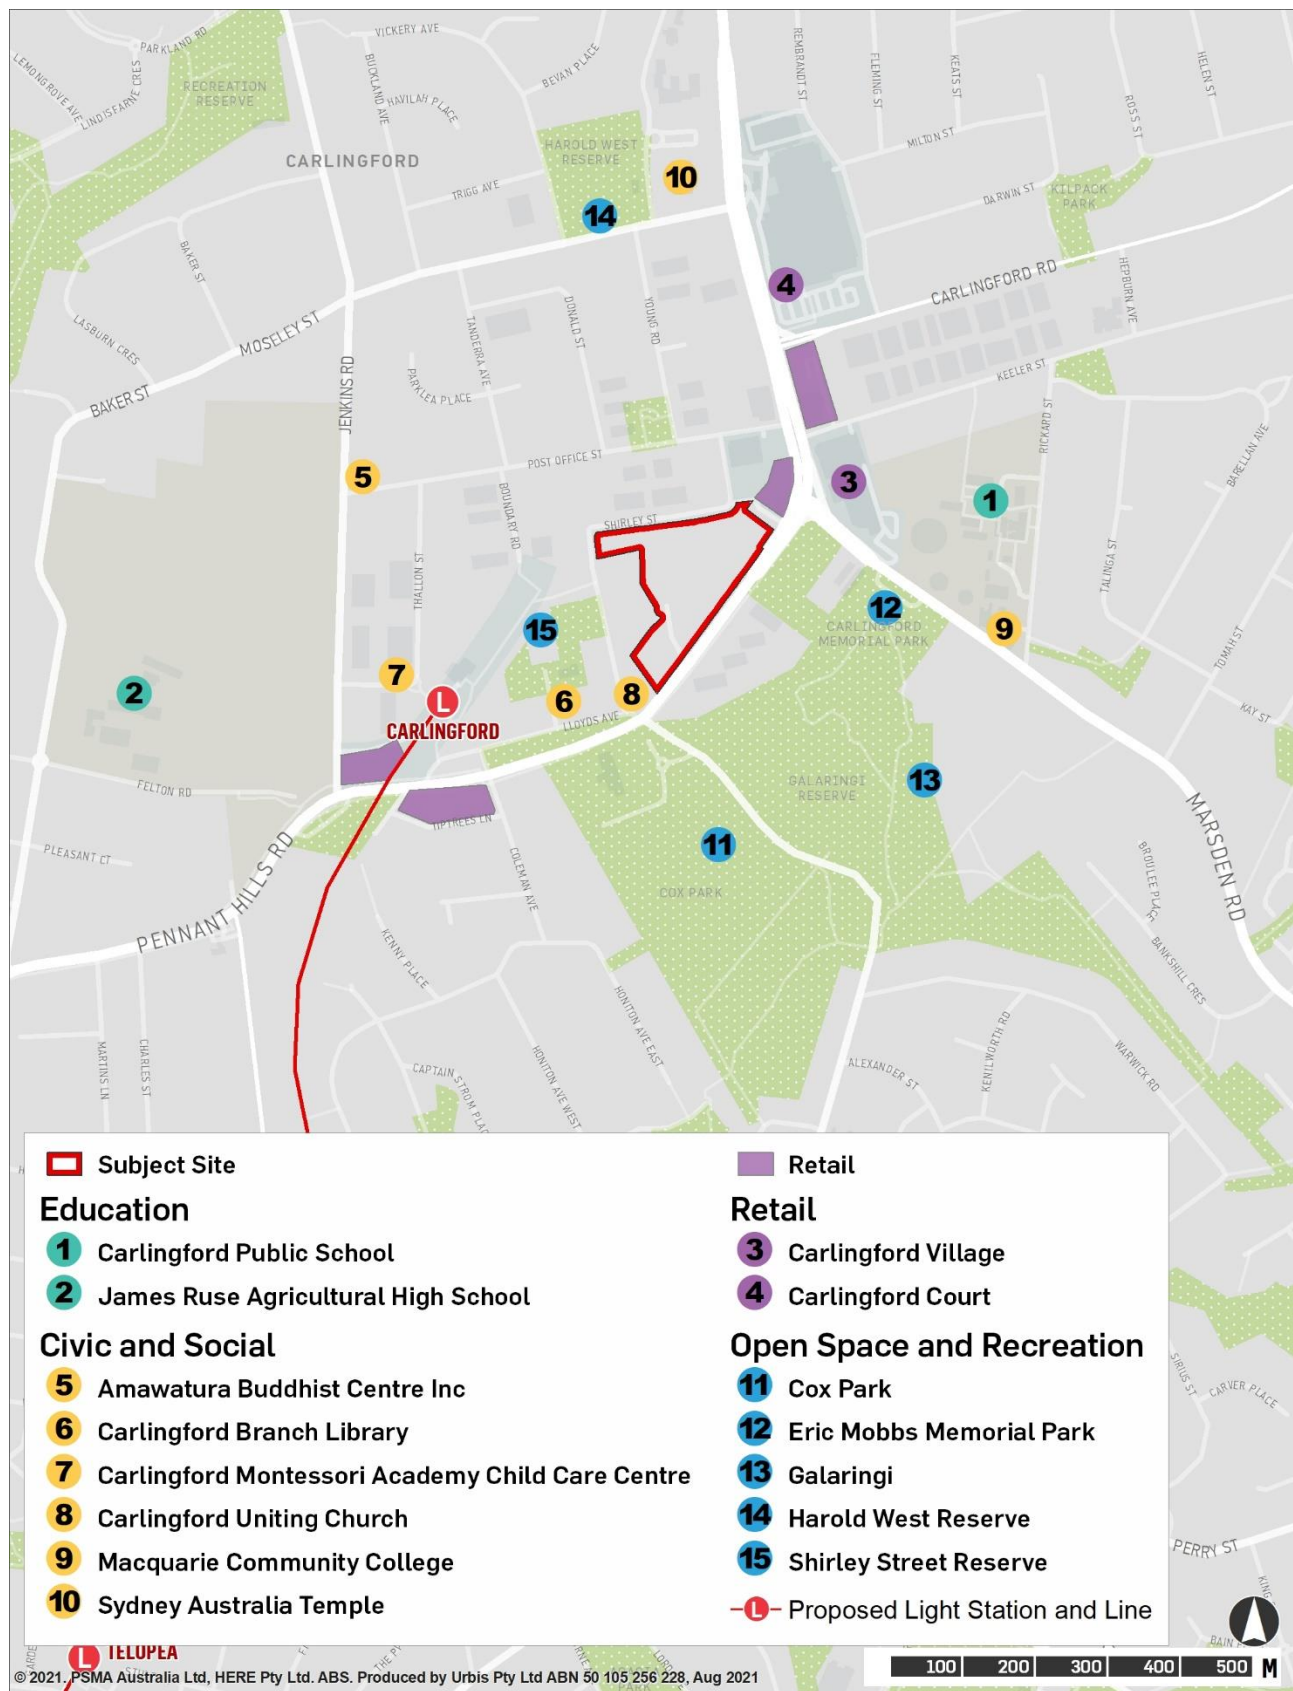 VICKERY AVE
PARKLAND RD
LEMONGROVE AVE
LINDISFARNE CRES
RECREATION
RESERVE
BUCKLAND AVE
HAVILAH PLACE
BEVAN PLACE
REMBRANDT ST
FLEMING ST
KEATS ST
HELEN ST
ROSS ST
MILTON ST
CARLINGFORD
HAROLD WEST
RESERVE
10
TRIGG AVE
14
DARWIN ST
KILPACK
PARK
BAKER ST
4
CARLINGFORD RD
HEPBURN AVE
LASBURN CRES
MOSELEY ST
TANDERRA AVE
DONALD ST
YOUNG RD
BAKER ST
JENKINS RD
PARKLEA PLACE
KEELER ST
RICKARD ST
BARELLAN AVE
5
POST OFFICE ST
BOUNDARY RD
3
1
SHIRLEY ST
THALLON ST
TALINGA ST
15
12
CARLINGFORD
MEMORIAL PARK
9
TOMAH ST
2
7
L
CARLINGFORD
6
8
LLOYDS AVE
KAY ST
FELTON RD
GALARINGI
RESERVE
13
MARSDEN RD
TIPTREES LN
PLEASANT CT
PENNANT HILLS RD
COLEMAN AVE
11
COX PARK
BROULEE PLACE
KENNY PLACE
BANKSHILL CRES
HONITON AVE EAST
MARTINS LN
CHARLES ST
CAPTAIN STROM PLAC
HONITON AVE WEST
ALEXANDER ST
KENILWORTH RD
WARWICK RD
Subject Site
Education
1 Carlingford Public School
2 James Ruse Agricultural High School
Civic and Social
5 Amawatura Buddhist Centre Inc
6 Carlingford Branch Library
7 Carlingford Montessori Academy Child Care Centre
8 Carlingford Uniting Church
9 Macquarie Community College
10 Sydney Australia Temple
Retail
Retail
3 Carlingford Village
4 Carlingford Court
Open Space and Recreation
11 Cox Park
12 Eric Mobbs Memorial Park
13 Galaringi
14 Harold West Reserve
15 Shirley Street Reserve
L Proposed Light Station and Line
SIRIUS ST
CARVER PLACE
PERRY ST
KING
BAIN
L TELOPEA
© 2021. PSMA Australia Ltd, HERE Pty Ltd. ABS. Produced by Urbis Pty Ltd ABN 50 105 256 228, Aug 2021
100 200 300 400 500 M